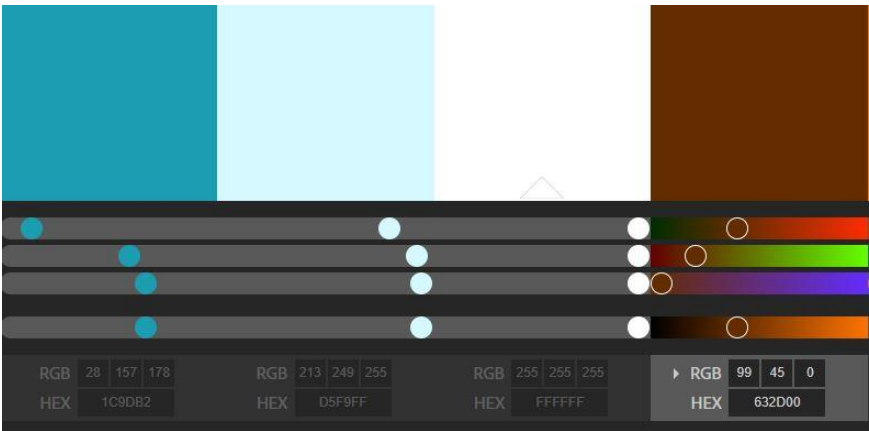 RGB 28 157 178 RGB 213 249 255 RGB 255 255 255 RGB 99 45 0
HEX 1C9DB2 HEX D5F9FF HEX FFFFFF HEX 632D00